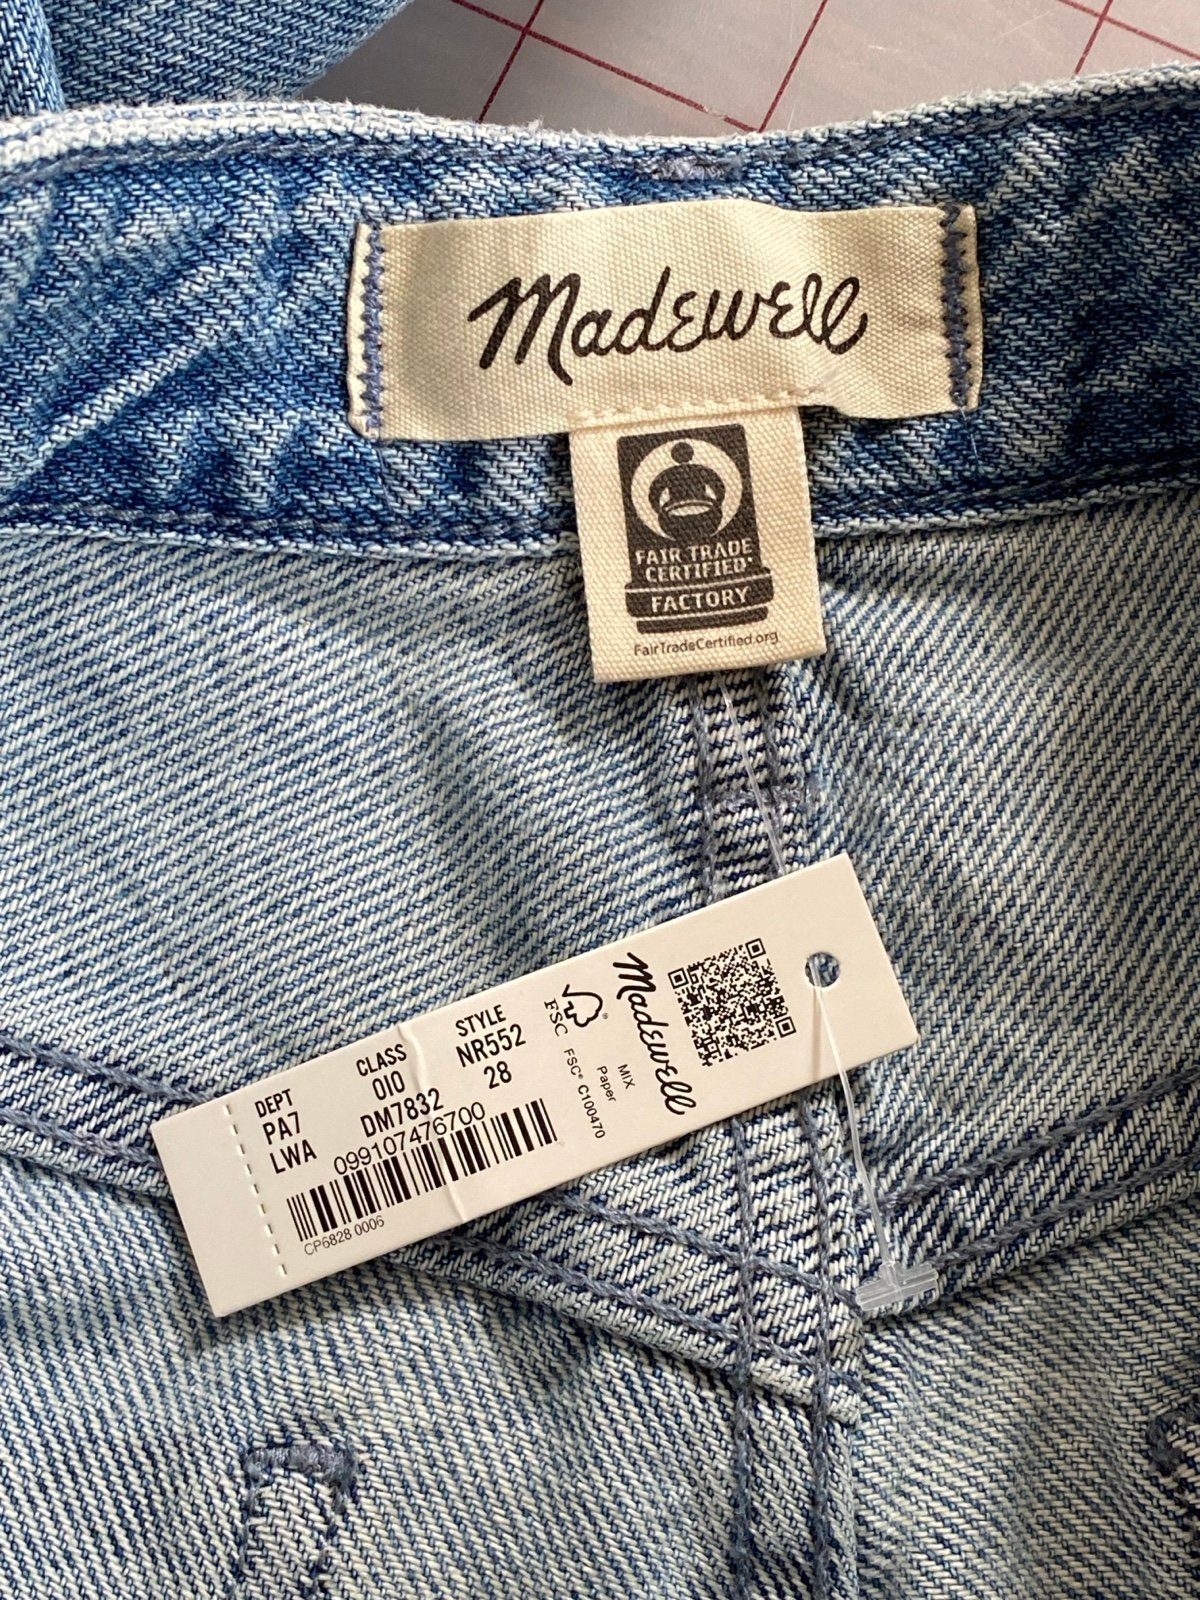 Madewell
FAIR TRADE
CERTIFIED
FACTORY
FairTradeCertified.org
DEPT
PA7
LWA
CLASS
010
DM7832
STYLE
NR552
28
099107476700
CP6828 0006
FSC®
MIX
Paper
FSC® C100470
Madewell